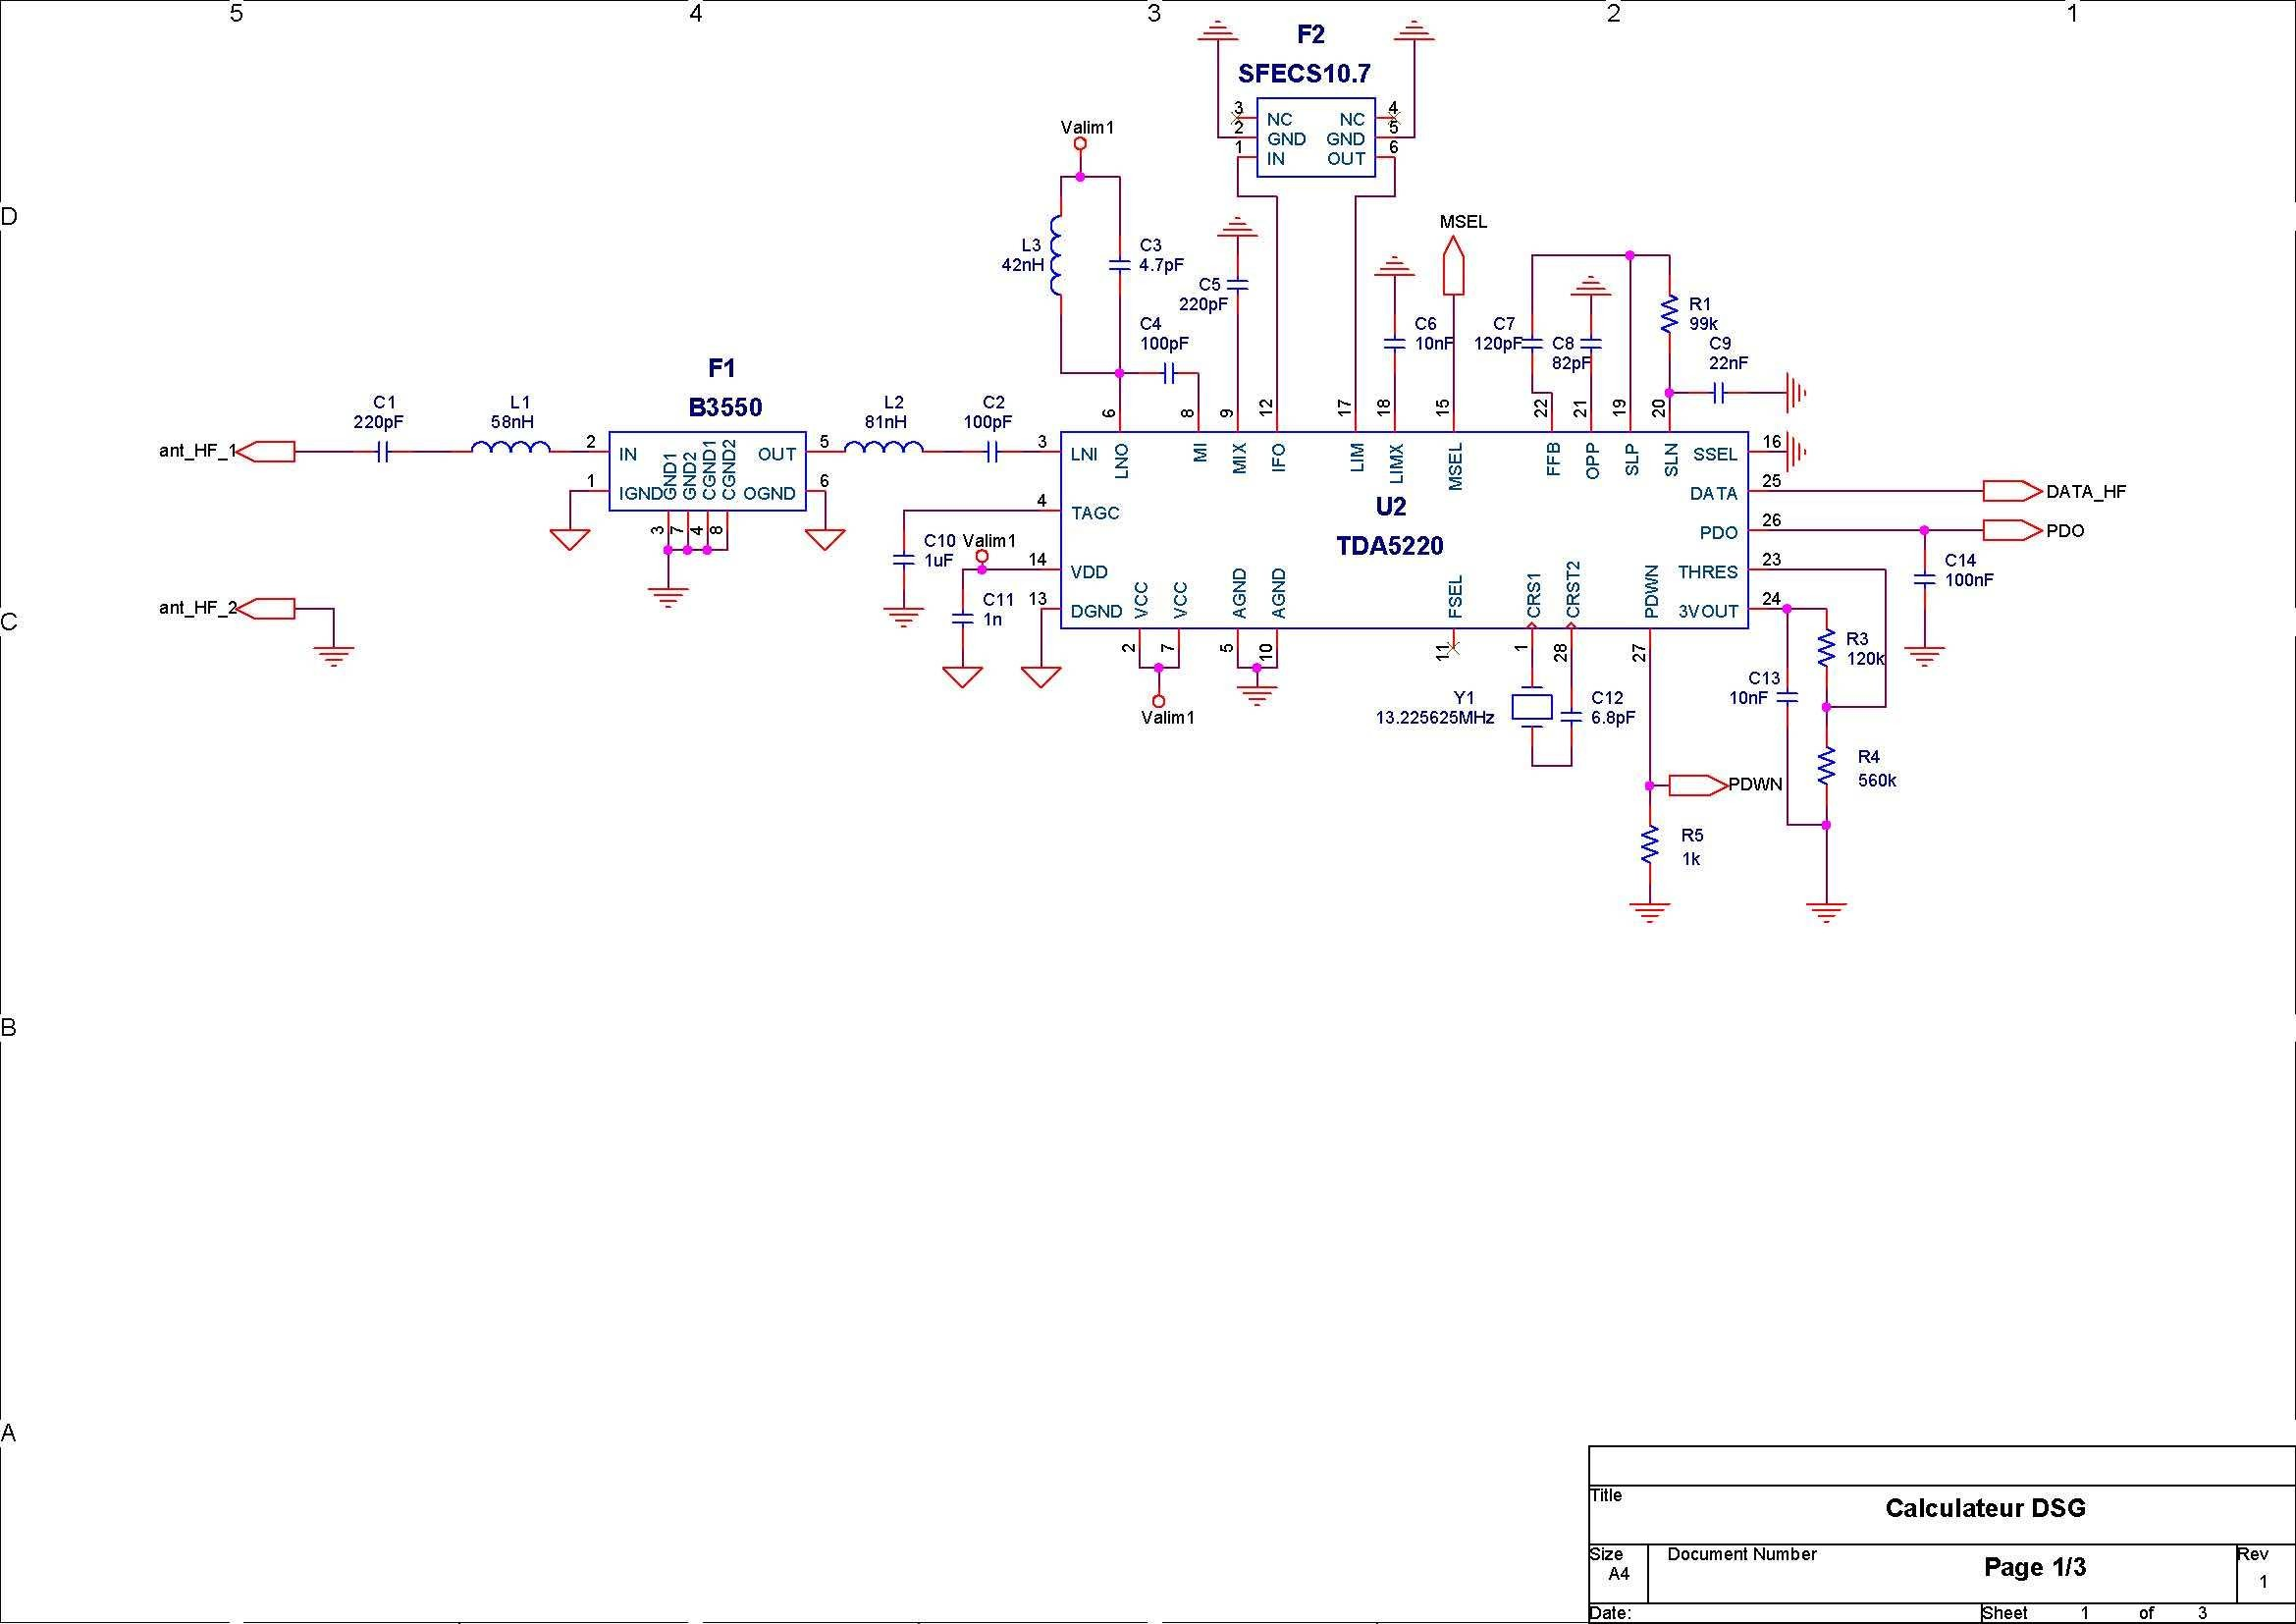 5 4 3 2 1
D
C
B
A
F2
SFECS10.7
3 NC NC 4
2 GND GND 5
1 IN OUT 6
Valim1
L3
42nH
C3
4.7pF
C5
220pF
C4
100pF
MSEL
C6
10nF
C7
120pF
C8
82pF
R1
99k
C9
22nF
F1
B3550
C1
220pF
L1
58nH
L2
81nH
C2
100pF
ant_HF_1
ant_HF_2
2 IN
1 IGND
GND1
GND2
CGND1
CGND2
OUT 5
OGND 6
3 7 4 8
6 8 9 12 17 18 15 22 21 19 20
LNO MI MIX IFO LIM LIMX MSEL FFB OPP SLP SLN
3 LNI
4 TAGC
14 VDD
13 DGND
U2
TDA5220
SSEL 16
DATA 25
PDO 26
THRES 23
3VOUT 24
VCC VCC AGND AGND FSEL CRS1 CRST2 PDWN
2 7 5 10 11 1 28 27
DATA_HF
PDO
C10
1uF
Valim1
C11
1n
Valim1
Y1
13.225625MHz
C12
6.8pF
C14
100nF
R3
120k
C13
10nF
R4
560k
PDWN
R5
1k
Title
Calculateur DSG
Size
A4
Document Number
Page 1/3
Rev
1
Date:
Sheet 1 of 3